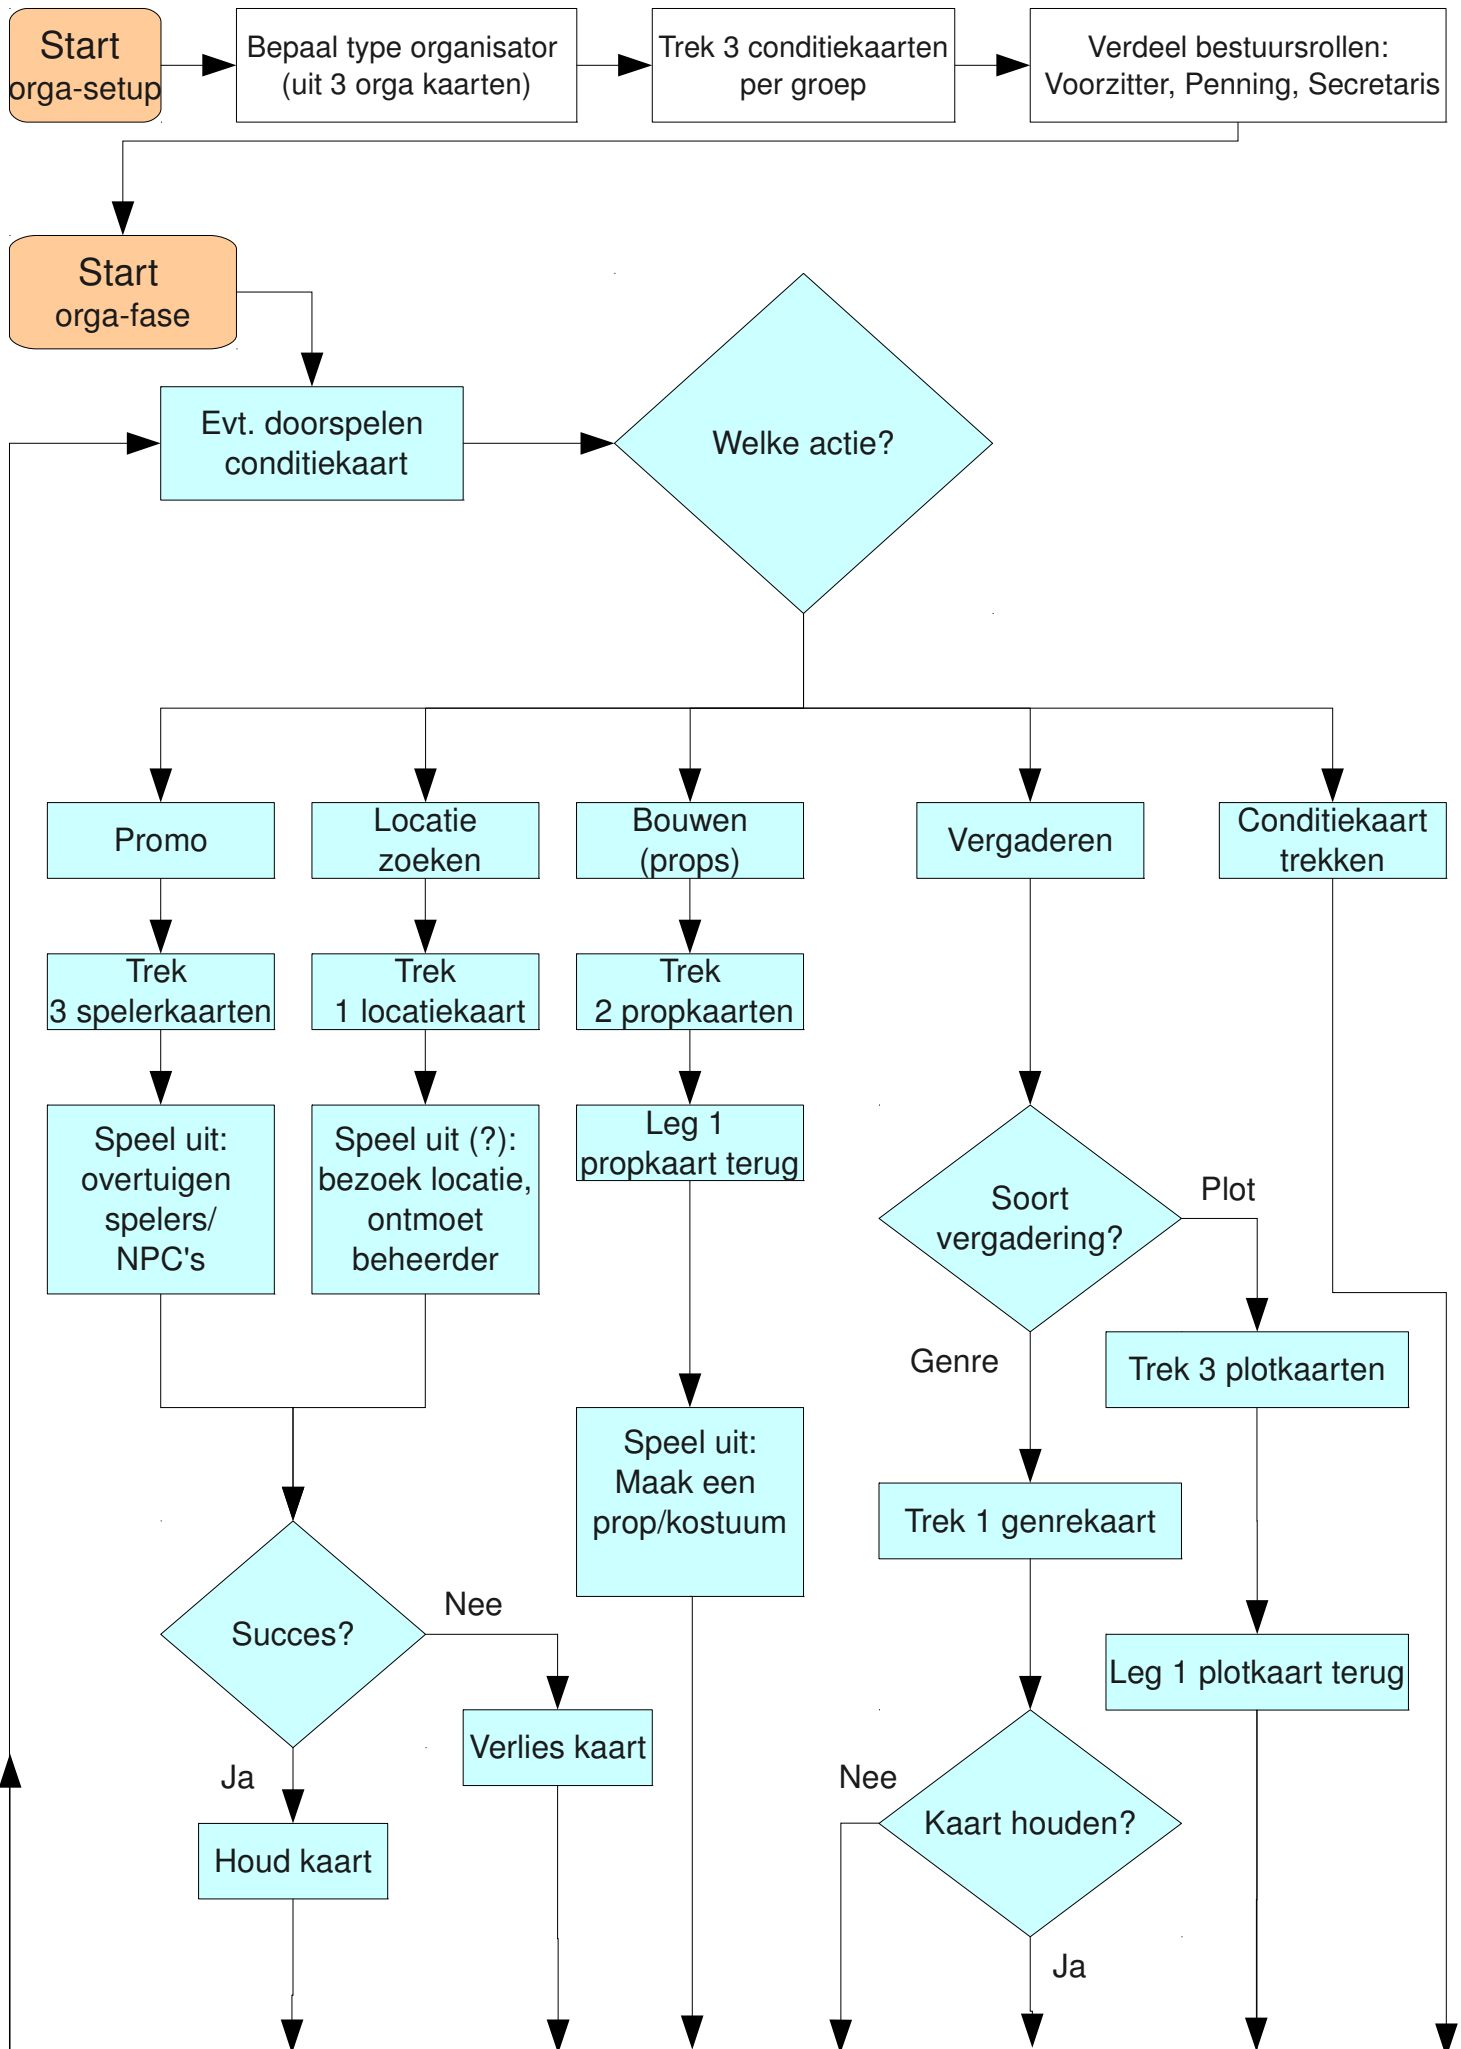 Start
orga-setup
Bepaal type organisator
(uit 3 orga kaarten)
Trek 3 conditiekaarten
per groep
Verdeel bestuursrollen:
Voorzitter, Penning, Secretaris
Start
orga-fase
Evt. doorspelen
conditiekaart
Welke actie?
Promo
Locatie
zoeken
Bouwen
(props)
Vergaderen
Conditiekaart
trekken
Trek
3 spelerkaarten
Trek
1 locatiekaart
Trek
2 propkaarten
Speel uit:
overtuigen
spelers/
NPC's
Speel uit (?):
bezoek locatie,
ontmoet
beheerder
Leg 1
propkaart terug
Soort
vergadering?
Plot
Genre
Trek 3 plotkaarten
Speel uit:
Maak een
prop/kostuum
Trek 1 genrekaart
Succes?
Nee
Leg 1 plotkaart terug
Verlies kaart
Ja
Nee
Kaart houden?
Houd kaart
Ja